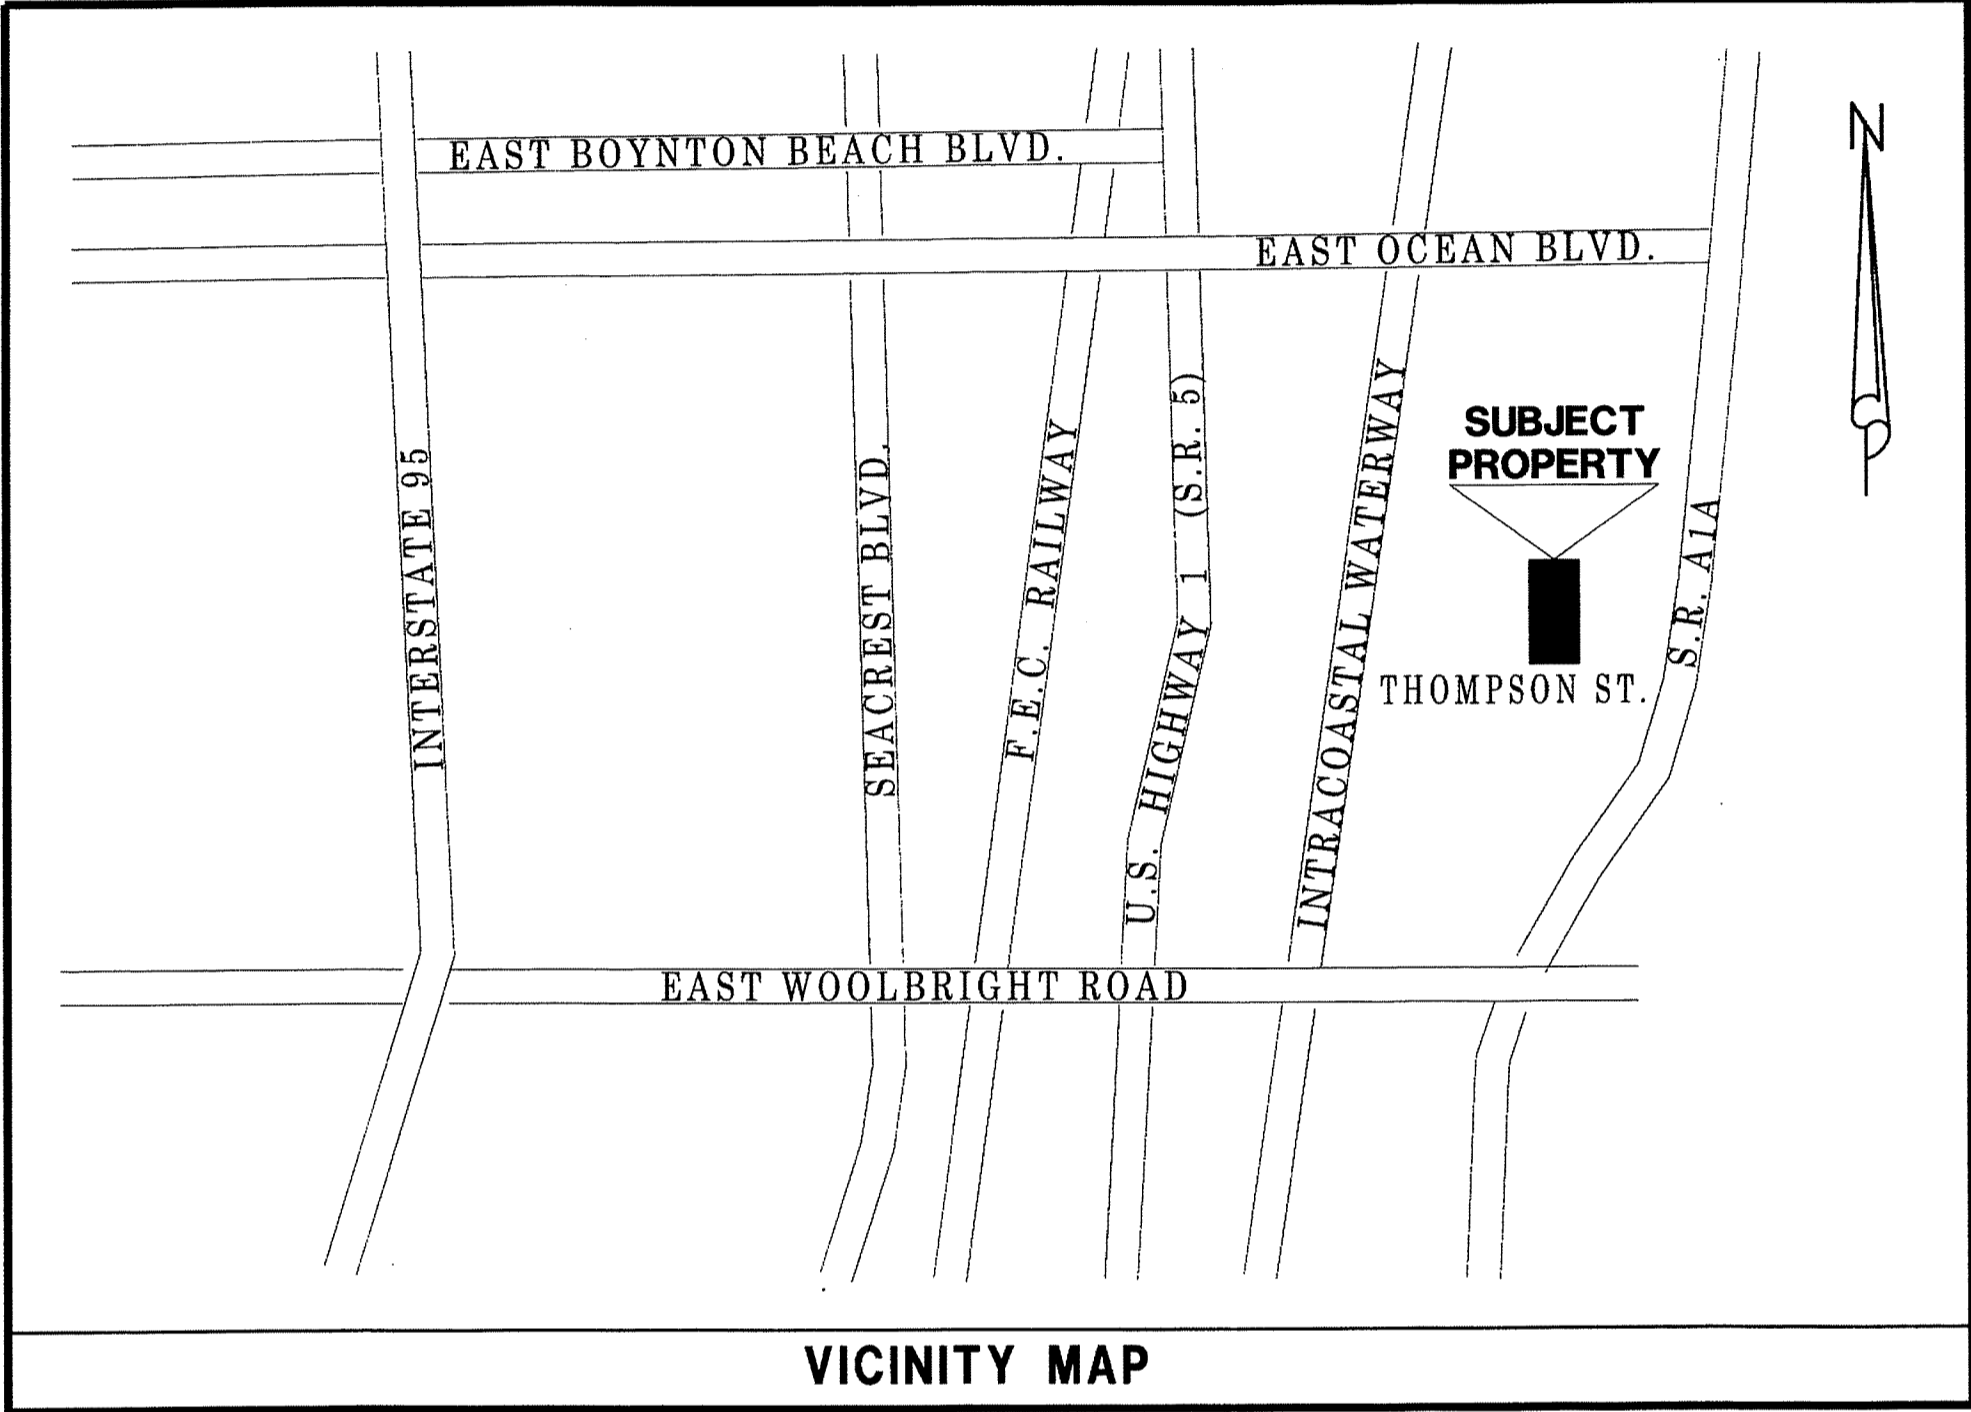 EAST BOYNTON BEACH BLVD.
N
EAST OCEAN BLVD.
INTERSTATE 95
SEACREST BLVD.
F.E.C. RAILWAY
U.S. HIGHWAY 1 (S.R. 5)
INTRACOASTAL WATERWAY
SUBJECT
PROPERTY
S.R. A1A
THOMPSON ST.
EAST WOOLBRIGHT ROAD
VICINITY MAP